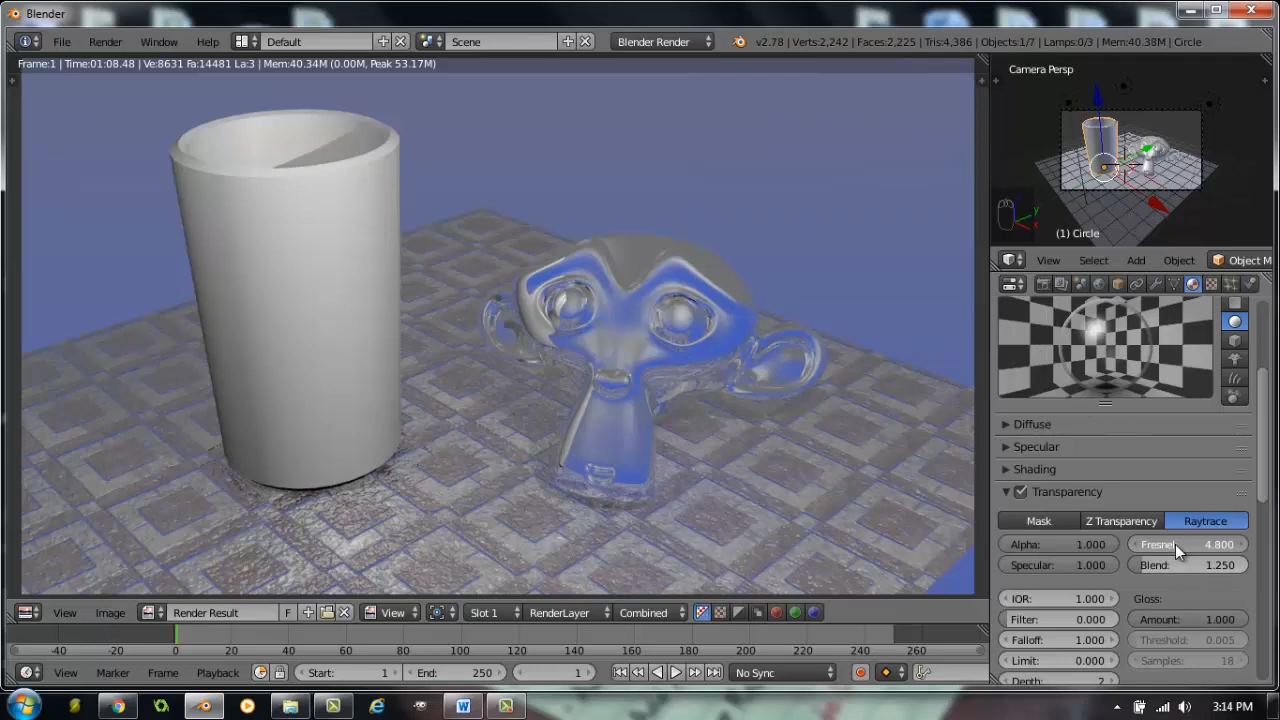 Blender
File Render Window Help Default Scene Blender Render v2.78 | Verts:2,242 | Faces:2,225 | Tris:4,386 | Objects:1/7 | Lamps:0/3 | Mem:40.38M | Circle
Frame:1 | Time:01:08.48 | Ve:8631 Fa:14481 La:3 | Mem:40.34M (0.00M, Peak 53.17M)
Camera Persp
(1) Circle
View Select Add Object Object M
Diffuse
Specular
Shading
Transparency
Mask Z Transparency Raytrace
Alpha: 1.000 Fresnel 4.800
Specular: 1.000 Blend: 1.250
IOR: 1.000 Gloss:
Filter: 0.000 Amount: 1.000
Falloff: 1.000 Threshold: 0.005
Limit: 0.000 Samples: 18
Depth: 2
View Image Render Result F View Slot 1 RenderLayer Combined
-40 -20 0 20 40 60 80 100 120 140 160 180 200 220 240 260
View Marker Frame Playback Start: 1 End: 250 1 No Sync
3:14 PM